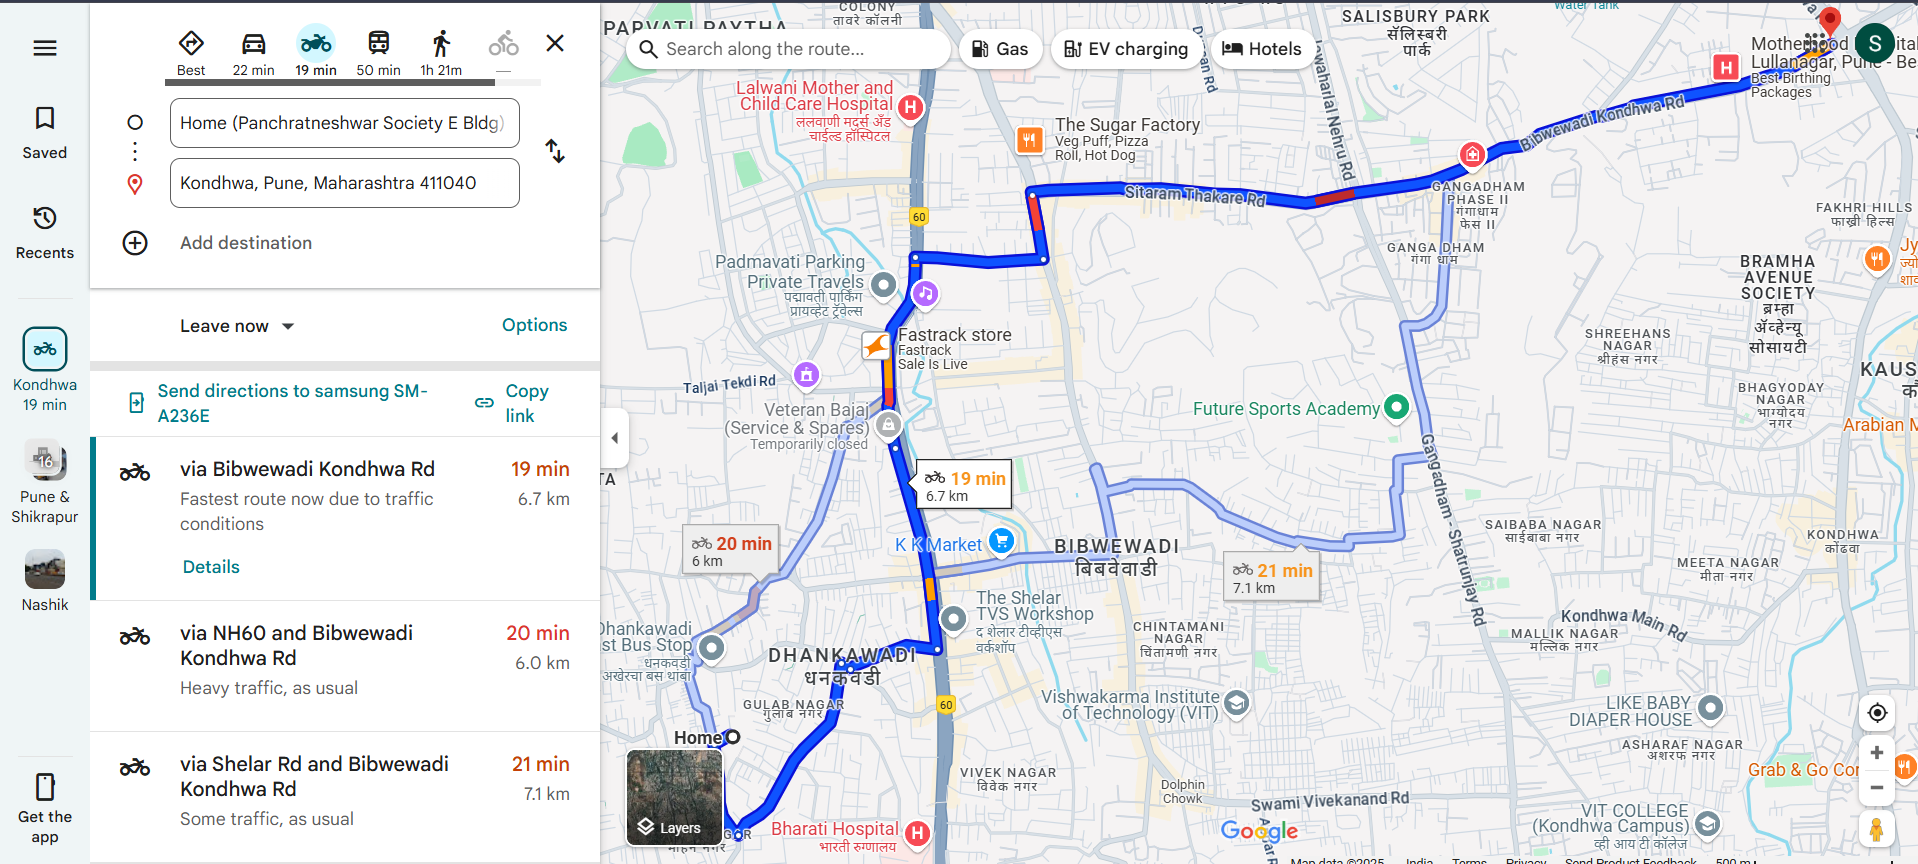 Best
22 min
19 min
50 min
1h 21m
—
Saved
Recents
Kondhwa
19 min
16
Pune &
Shikrapur
Nashik
Get the
app
Home (Panchratneshwar Society E Bldg)
Kondhwa, Pune, Maharashtra 411040
Add destination
Leave now
Options
Send directions to samsung SM-
A236E
Copy
link
via Bibwewadi Kondhwa Rd
19 min
Fastest route now due to traffic
conditions
6.7 km
Details
via NH60 and Bibwewadi
Kondhwa Rd
20 min
6.0 km
Heavy traffic, as usual
via Shelar Rd and Bibwewadi
Kondhwa Rd
21 min
7.1 km
Some traffic, as usual
Search along the route...
Gas
EV charging
Hotels
S
COLONY
तावरे कॉलनी
PARVATI PAYTHA
SALISBURY PARK
सॅलिस्बरी
पार्क
Water Tank
Lalwani Mother and
Child Care Hospital
ललवाणी मदर्स अँड
चाईल्ड हॉस्पिटल
The Sugar Factory
Veg Puff, Pizza
Roll, Hot Dog
Jawaharlal Nehru Rd
Bibwewadi Kondhwa Rd
Lullanagar, Pune - Be
Best Birthing
Packages
Sitaram Thakare Rd
GANGADHAM
PHASE II
गंगाधाम
फेस II
GANGA DHAM
गंगा धाम
FAKHRI HILLS
फाखी हिल्स
BRAMHA
AVENUE
SOCIETY
ब्रम्हा
ॲव्हेन्यू
सोसायटी
60
Padmavati Parking
Private Travels
पद्मावती पार्किंग
प्रायव्हेट ट्रॅवेल्स
Fastrack store
Fastrack
Sale Is Live
Taljai Tekdi Rd
Veteran Bajaj
(Service & Spares)
Temporarily closed
SHREEHANS
NAGAR
श्रीहंस नगर
KAUS
BHAGYODAY
NAGAR
भाग्योदय
नगर
Arabian M
Future Sports Academy
Gangadham - Shatrunjay Rd
19 min
6.7 km
20 min
6 km
21 min
7.1 km
K K Market
BIBWEWADI
बिबवेवाडी
SAIBABA NAGAR
साईबाबा नगर
KONDHWA
कोंढवा
MEETA NAGAR
मीता नगर
The Shelar
TVS Workshop
द शेलार टीव्हीएस
वर्कशॉप
CHINTAMANI
NAGAR
चिंतामणी नगर
Kondhwa Main Rd
MALLIK NAGAR
मल्लिक नगर
Dhankawadi
st Bus Stop
धनकवडी
अखेरचा बस थांबा
DHANKAWADI
धनकवडी
GULAB NAGAR
गुलाब नगर
60
Vishwakarma Institute
of Technology (VIT)
LIKE BABY
DIAPER HOUSE
Home
ASHARAF NAGAR
अशरफ नगर
Grab & Go Cor
VIVEK NAGAR
विवेक नगर
Dolphin
Chowk
Swami Vivekanand Rd
VIT COLLEGE
(Kondhwa Campus)
व्ही आय टी कॉलेज
Layers
Bharati Hospital
भारती रुग्णालय
Google
Map data ©2025
India
Terms
Privacy
Send Product Feedback
500 m